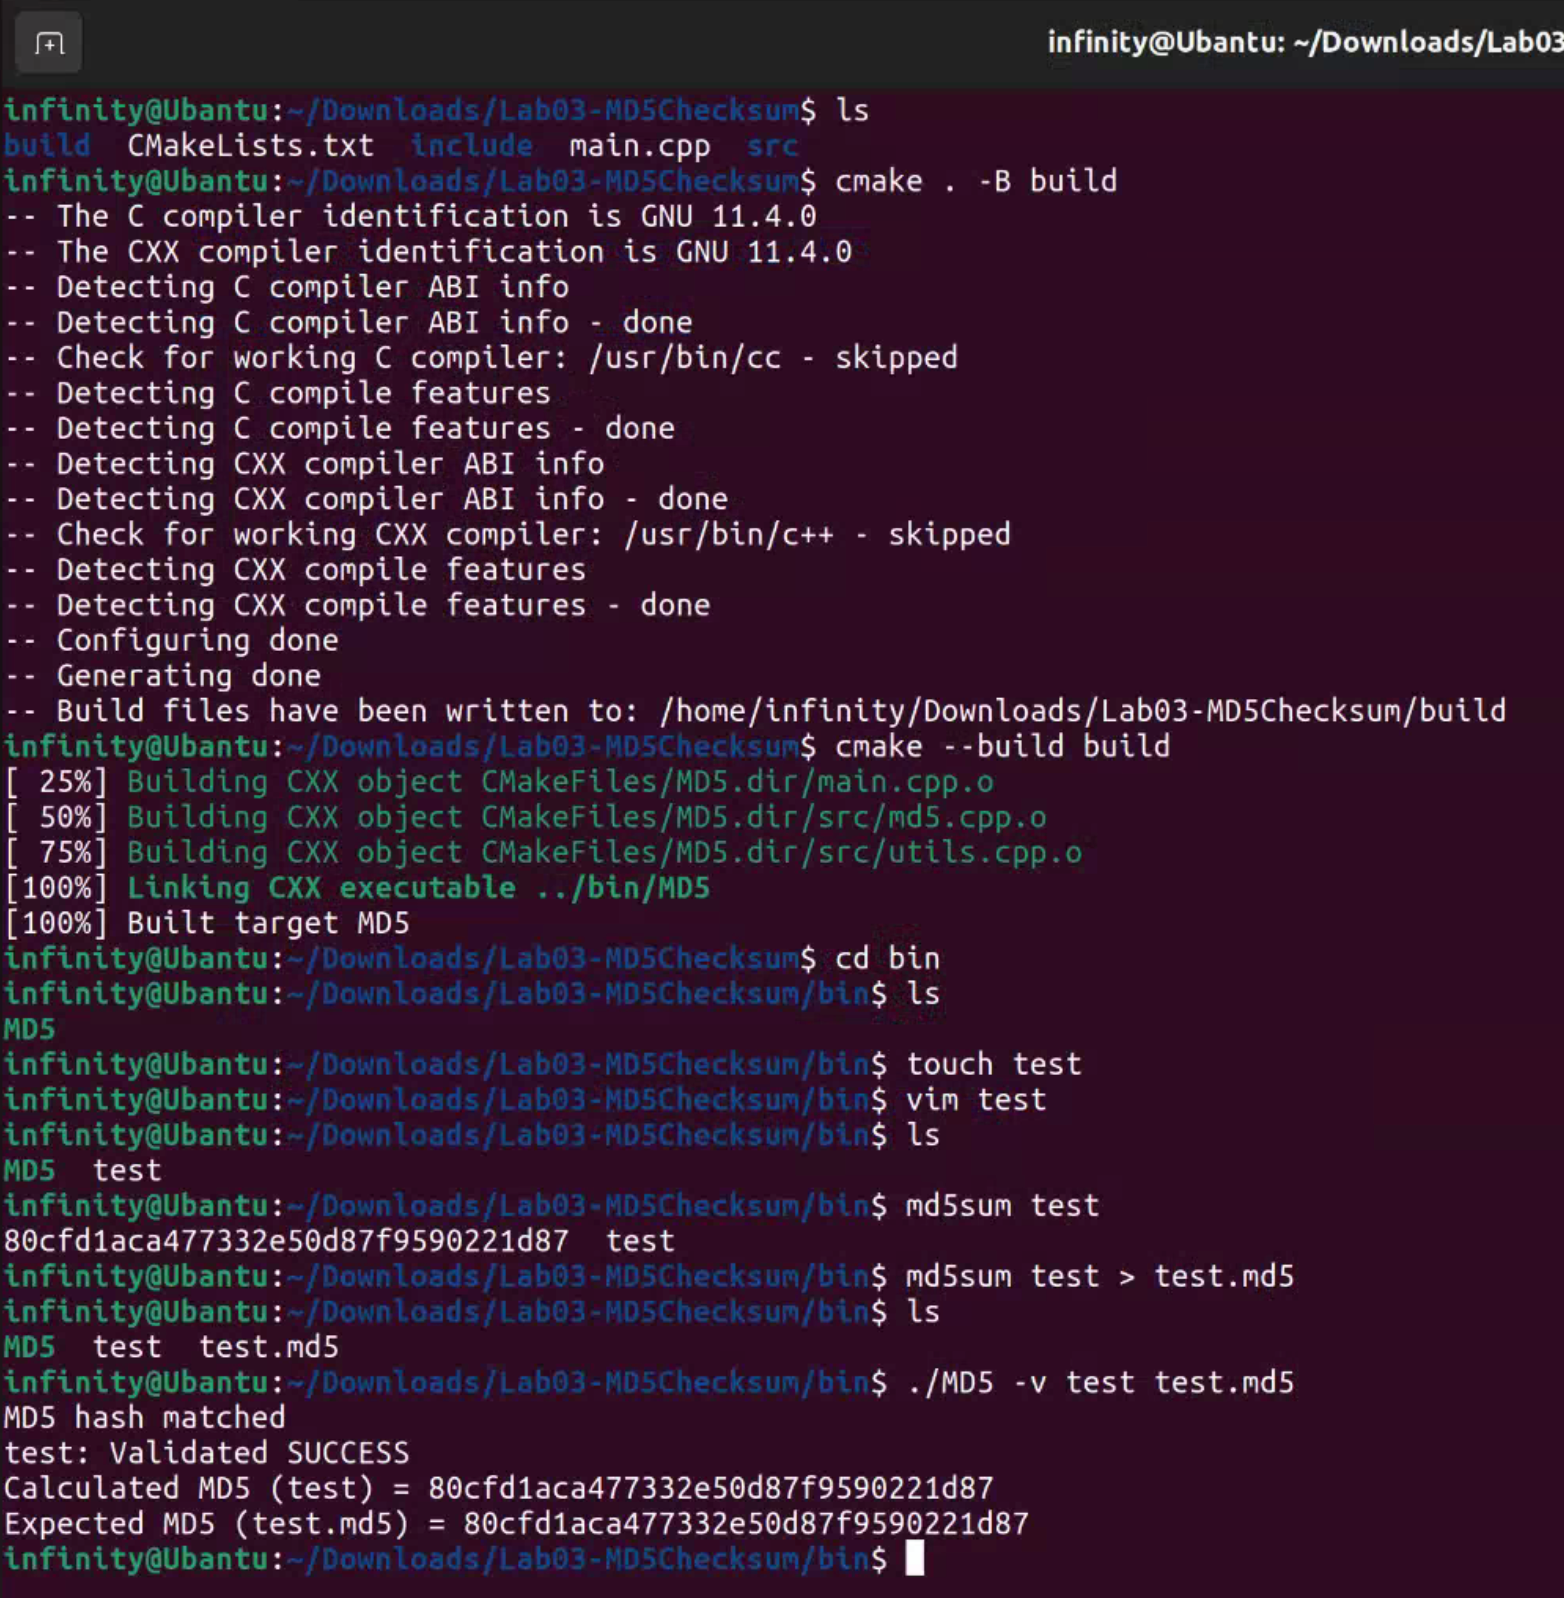 infinity@Ubantu: ~/Downloads/Lab03
infinity@Ubantu:~/Downloads/Lab03-MD5Checksum$ ls
build  CMakeLists.txt  include  main.cpp  src
infinity@Ubantu:~/Downloads/Lab03-MD5Checksum$ cmake . -B build
-- The C compiler identification is GNU 11.4.0
-- The CXX compiler identification is GNU 11.4.0
-- Detecting C compiler ABI info
-- Detecting C compiler ABI info - done
-- Check for working C compiler: /usr/bin/cc - skipped
-- Detecting C compile features
-- Detecting C compile features - done
-- Detecting CXX compiler ABI info
-- Detecting CXX compiler ABI info - done
-- Check for working CXX compiler: /usr/bin/c++ - skipped
-- Detecting CXX compile features
-- Detecting CXX compile features - done
-- Configuring done
-- Generating done
-- Build files have been written to: /home/infinity/Downloads/Lab03-MD5Checksum/build
infinity@Ubantu:~/Downloads/Lab03-MD5Checksum$ cmake --build build
[ 25%] Building CXX object CMakeFiles/MD5.dir/main.cpp.o
[ 50%] Building CXX object CMakeFiles/MD5.dir/src/md5.cpp.o
[ 75%] Building CXX object CMakeFiles/MD5.dir/src/utils.cpp.o
[100%] Linking CXX executable ../bin/MD5
[100%] Built target MD5
infinity@Ubantu:~/Downloads/Lab03-MD5Checksum$ cd bin
infinity@Ubantu:~/Downloads/Lab03-MD5Checksum/bin$ ls
MD5
infinity@Ubantu:~/Downloads/Lab03-MD5Checksum/bin$ touch test
infinity@Ubantu:~/Downloads/Lab03-MD5Checksum/bin$ vim test
infinity@Ubantu:~/Downloads/Lab03-MD5Checksum/bin$ ls
MD5  test
infinity@Ubantu:~/Downloads/Lab03-MD5Checksum/bin$ md5sum test
80cfd1aca477332e50d87f9590221d87  test
infinity@Ubantu:~/Downloads/Lab03-MD5Checksum/bin$ md5sum test > test.md5
infinity@Ubantu:~/Downloads/Lab03-MD5Checksum/bin$ ls
MD5  test  test.md5
infinity@Ubantu:~/Downloads/Lab03-MD5Checksum/bin$ ./MD5 -v test test.md5
MD5 hash matched
test: Validated SUCCESS
Calculated MD5 (test) = 80cfd1aca477332e50d87f9590221d87
Expected MD5 (test.md5) = 80cfd1aca477332e50d87f9590221d87
infinity@Ubantu:~/Downloads/Lab03-MD5Checksum/bin$